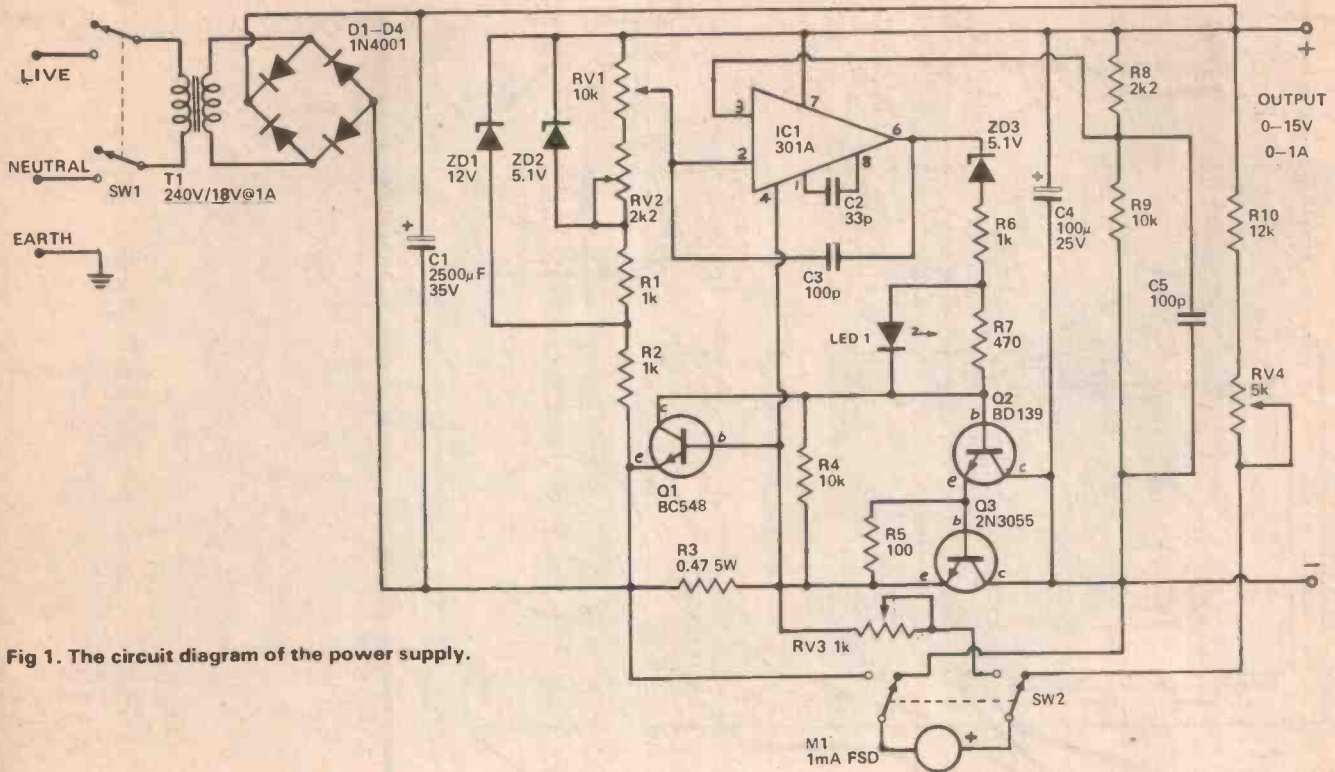 LIVE
NEUTRAL
EARTH
SW1
T1
240V/18V@1A
D1–D4
1N4001
+
C1
2500µF
35V
ZD1
12V
ZD2
5.1V
RV1
10k
RV2
2k2
R1
1k
R2
1k
3
2
7
IC1
301A
6
8
1
4
C2
33p
C3
100p
ZD3
5.1V
R6
1k
LED 1
R7
470
+
C4
100µ
25V
R8
2k2
R9
10k
C5
100p
R10
12k
RV4
5k
+
OUTPUT
0–15V
0–1A
–
c
b
e
Q1
BC548
R4
10k
Q2
BD139
b
e
c
Q3
2N3055
b
e
c
R5
100
R3
0.47 5W
RV3 1k
SW2
M1
1mA FSD
+
Fig 1. The circuit diagram of the power supply.